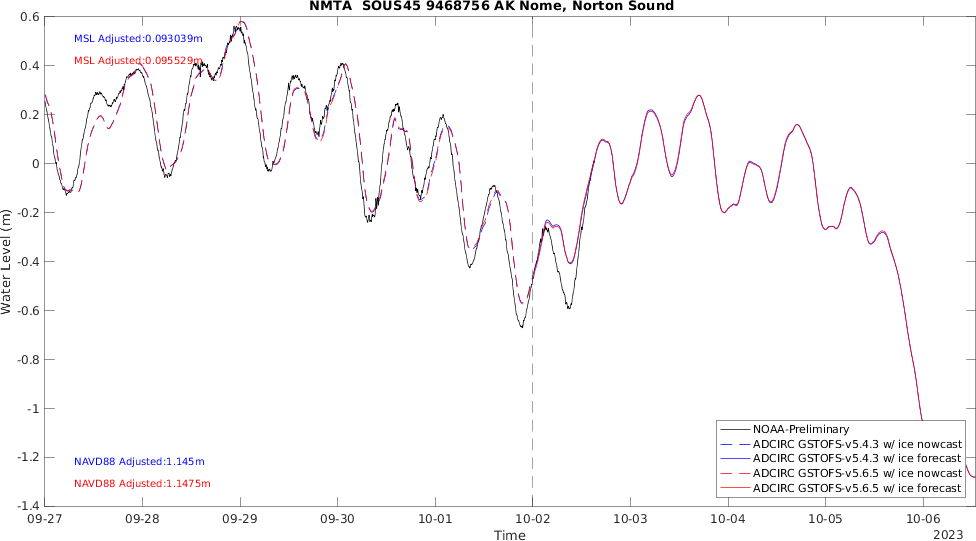 NMTA  SOUS45 9468756 AK Nome, Norton Sound
0.6
0.4
0.2
0
-0.2
-0.4
-0.6
-0.8
-1
-1.2
-1.4
Water Level (m)
MSL Adjusted:0.093039m
MSL Adjusted:0.095529m
NAVD88 Adjusted:1.145m
NAVD88 Adjusted:1.1475m
NOAA-Preliminary
ADCIRC GSTOFS-v5.4.3 w/ ice nowcast
ADCIRC GSTOFS-v5.4.3 w/ ice forecast
ADCIRC GSTOFS-v5.6.5 w/ ice nowcast
ADCIRC GSTOFS-v5.6.5 w/ ice forecast
09-27 09-28 09-29 09-30 10-01 10-02 10-03 10-04 10-05 10-06
Time
2023